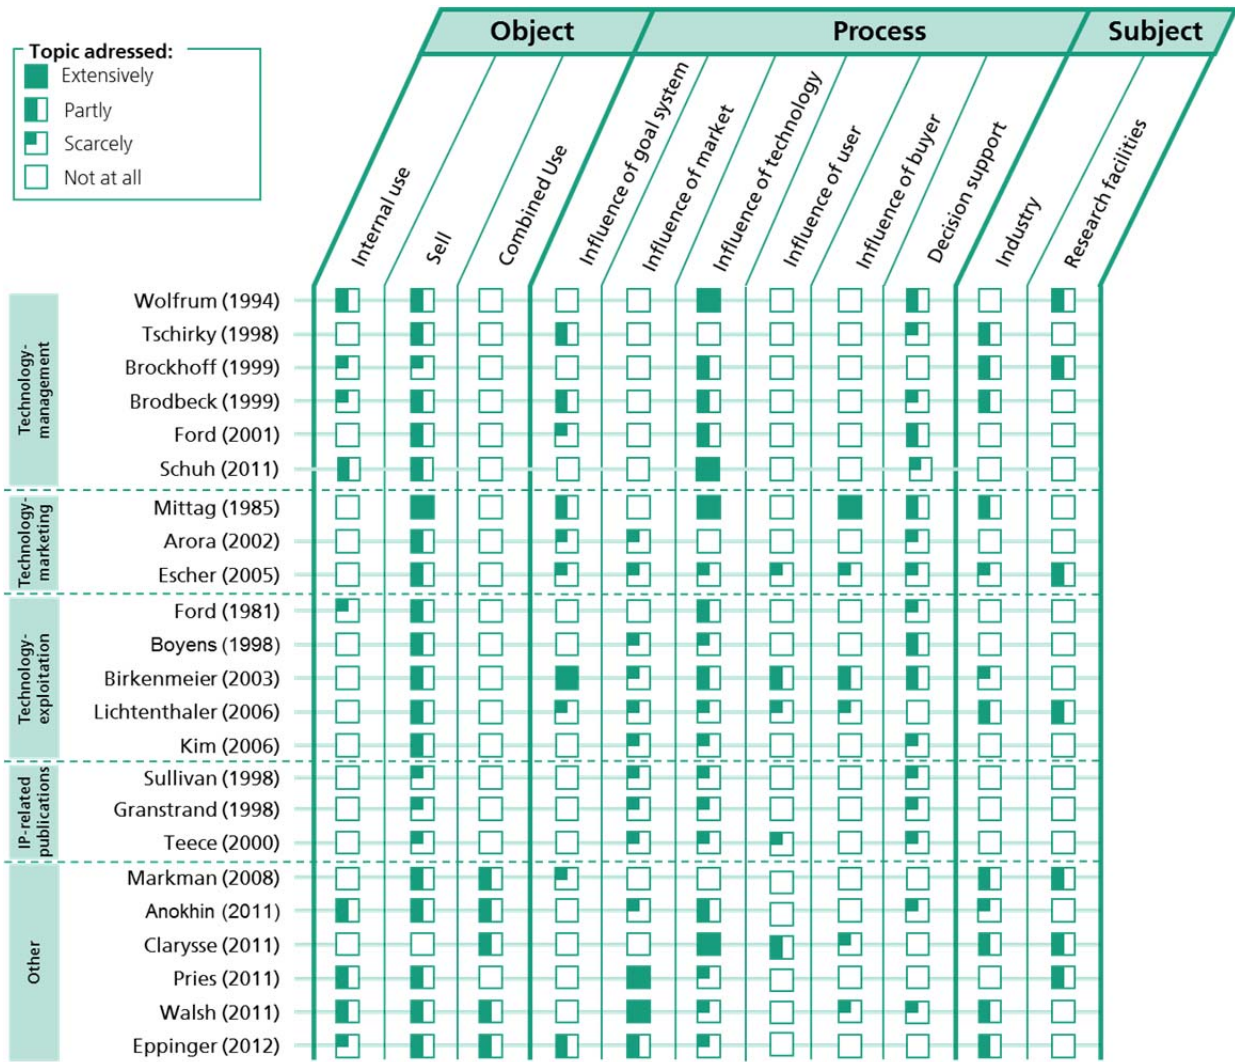 Object
Process
Subject
Topic adressed:
Extensively
Partly
Scarcely
Not at all
Internal use
Sell
Combined Use
Influence of goal system
Influence of market
Influence of technology
Influence of user
Influence of buyer
Decision support
Industry
Research facilities
Technology-
management
Wolfrum (1994)
Tschirky (1998)
Brockhoff (1999)
Brodbeck (1999)
Ford (2001)
Schuh (2011)
Technology
marketing
Mittag (1985)
Arora (2002)
Escher (2005)
Technology-
exploitation
Ford (1981)
Boyens (1998)
Birkenmeier (2003)
Lichtenthaler (2006)
Kim (2006)
IP-related
publications
Sullivan (1998)
Granstrand (1998)
Teece (2000)
Other
Markman (2008)
Anokhin (2011)
Clarysse (2011)
Pries (2011)
Walsh (2011)
Eppinger (2012)